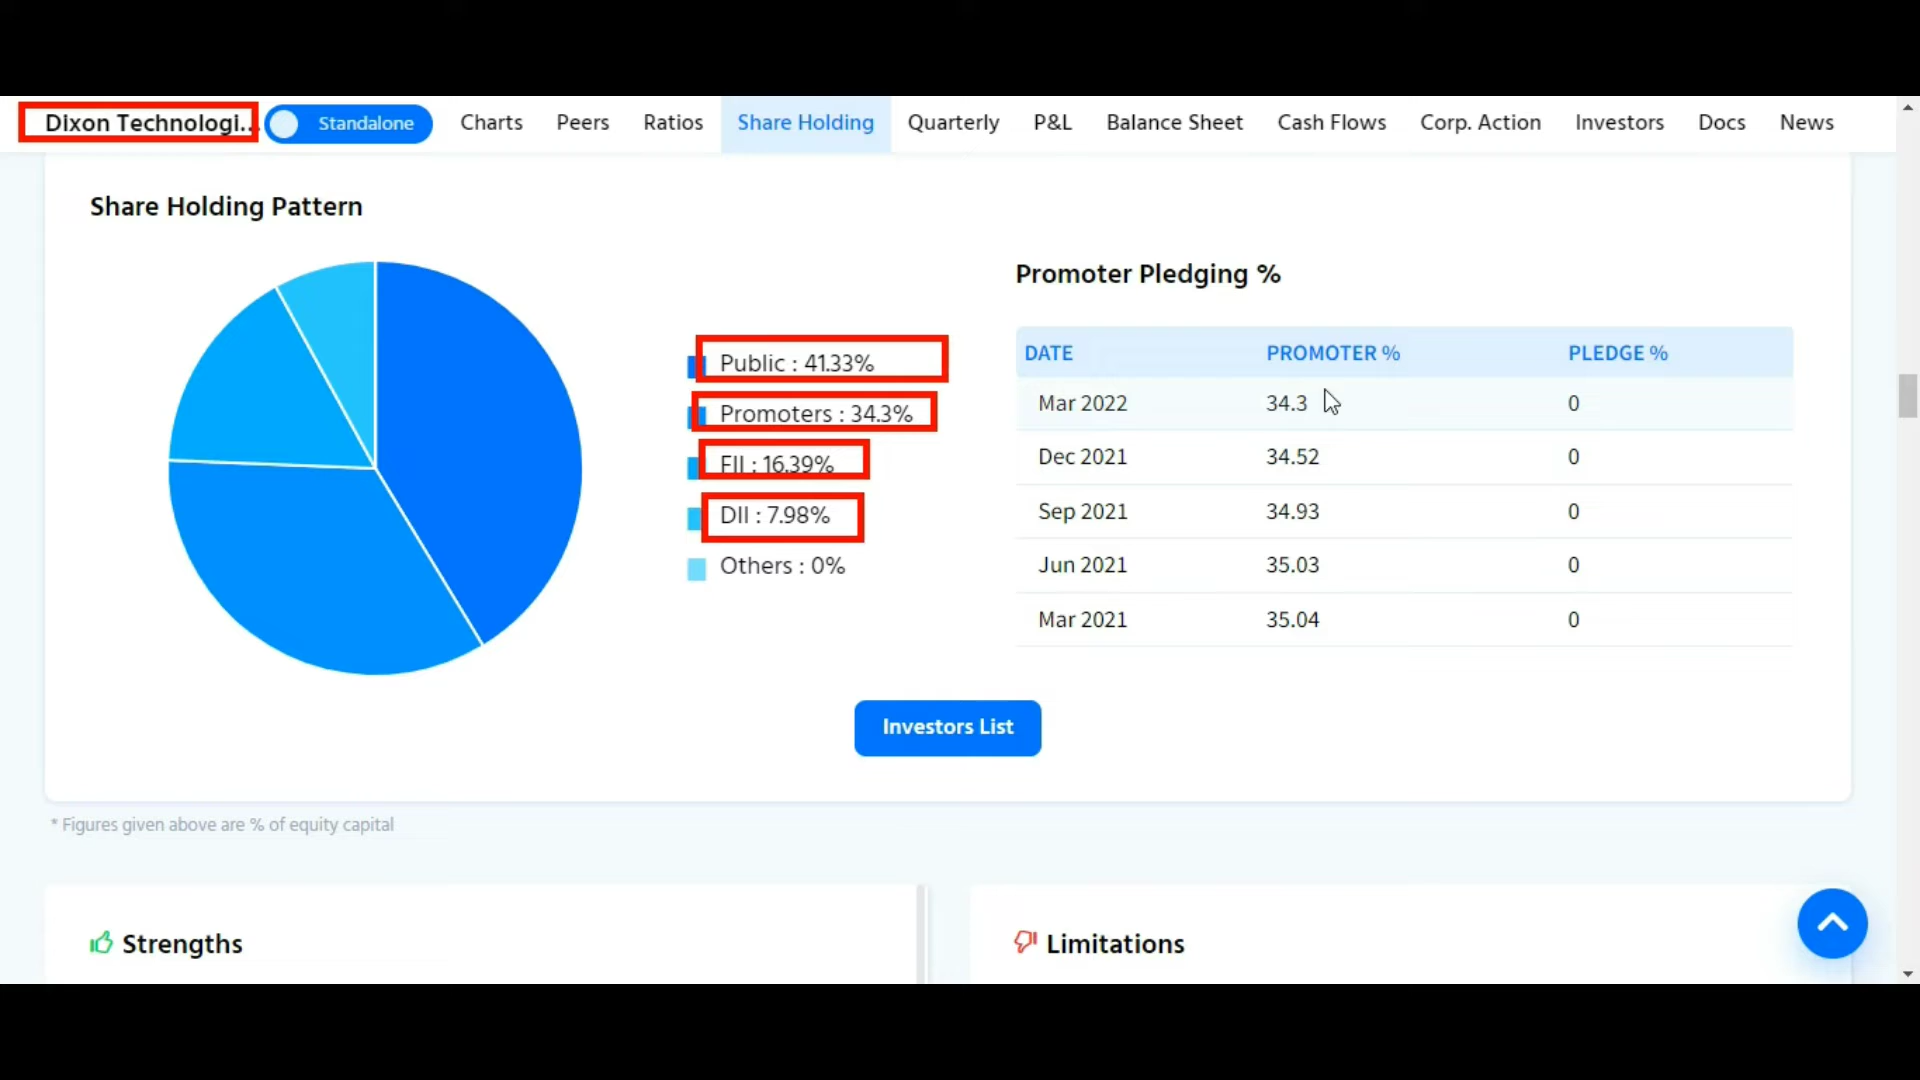 Dixon Technologi... Standalone Charts Peers Ratios Share Holding Quarterly P&L Balance Sheet Cash Flows Corp. Action Investors Docs News
Share Holding Pattern
Public : 41.33%
Promoters : 34.3%
FII : 16.39%
DII : 7.98%
Others : 0%
Promoter Pledging %
DATE PROMOTER % PLEDGE %
Mar 2022 34.3 0
Dec 2021 34.52 0
Sep 2021 34.93 0
Jun 2021 35.03 0
Mar 2021 35.04 0
Investors List
* Figures given above are % of equity capital
Strengths
Limitations